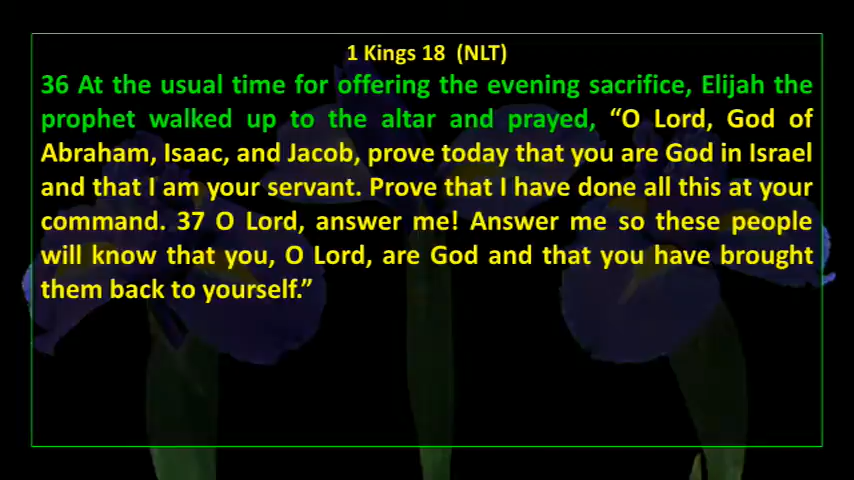 1 Kings 18 (NLT)
36 At the usual time for offering the evening sacrifice, Elijah the
prophet walked up to the altar and prayed, “O Lord, God of
Abraham, Isaac, and Jacob, prove today that you are God in Israel
and that I am your servant. Prove that I have done all this at your
command. 37 O Lord, answer me! Answer me so these people
will know that you, O Lord, are God and that you have brought
them back to yourself.”